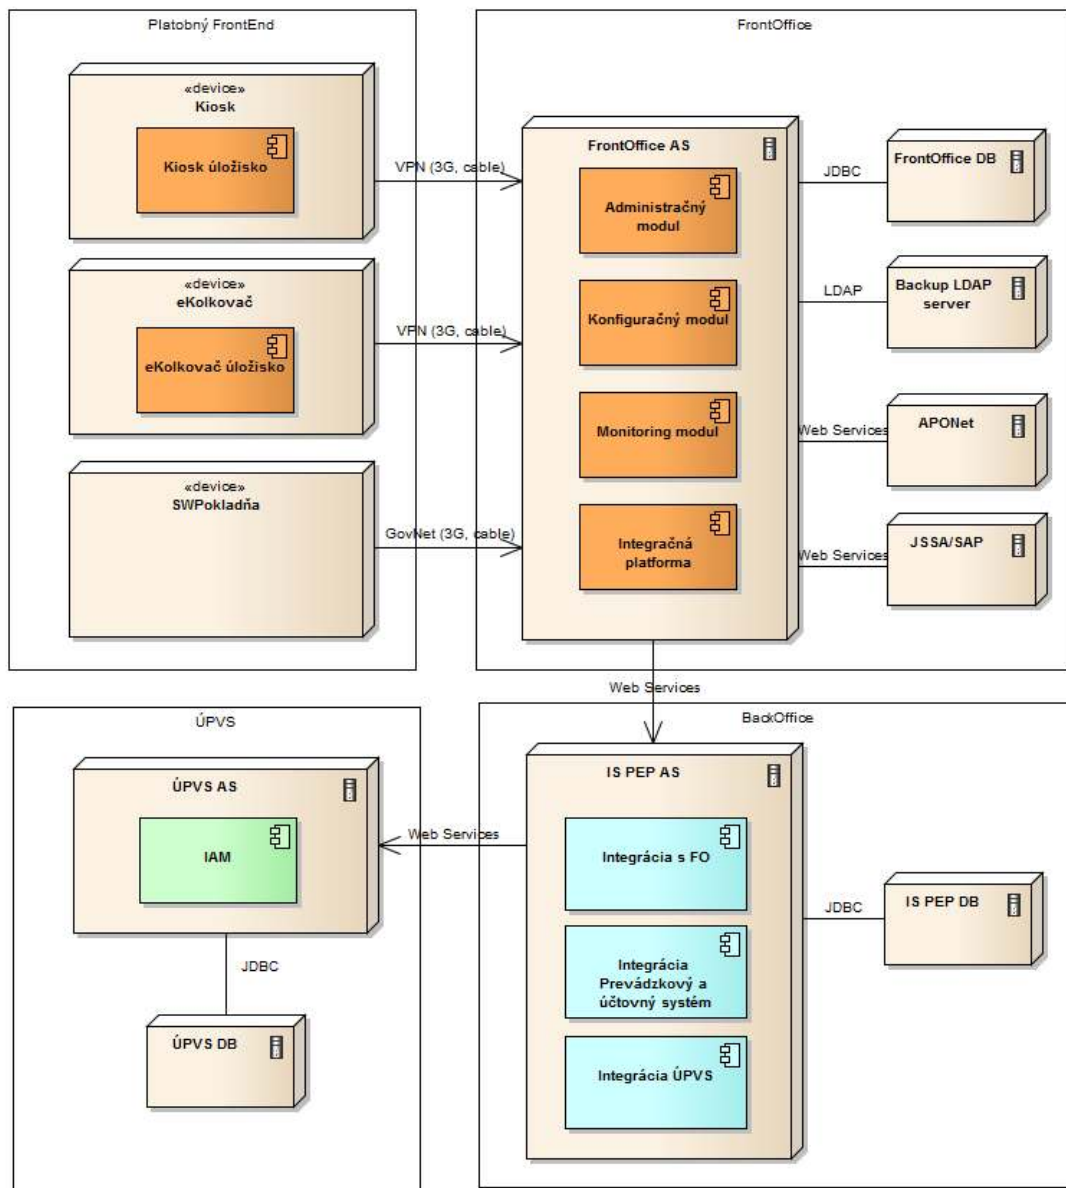 Platobný FrontEnd
«device»
Kiosk
Kiosk úložisko
VPN (3G, cable)
«device»
eKolkovač
eKolkovač úložisko
VPN (3G, cable)
«device»
SWPokladňa
GovNet (3G, cable)
FrontOffice
FrontOffice AS
Administračný
modul
Konfiguračný modul
Monitoring modul
Integračná
platforma
JDBC
FrontOffice DB
LDAP
Backup LDAP
server
Web Services
APONet
Web Services
JSSA/SAP
Web Services
ÚPVS
ÚPVS AS
IAM
JDBC
ÚPVS DB
Web Services
BackOffice
IS PEP AS
Integrácia s FO
Integrácia
Prevádzkový a
účtovný systém
Integrácia ÚPVS
JDBC
IS PEP DB